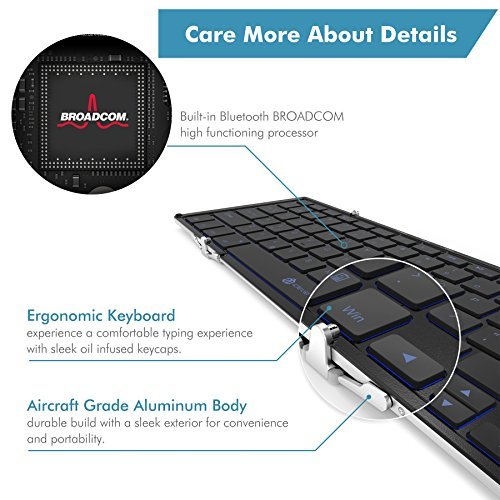 Care More About Details
BROADCOM.
Built-in Bluetooth BROADCOM
high functioning processor
Win
Ergonomic Keyboard
experience a comfortable typing experience
with sleek oil infused keycaps.
Aircraft Grade Aluminum Body
durable build with a sleek exterior for convenience
and portability.